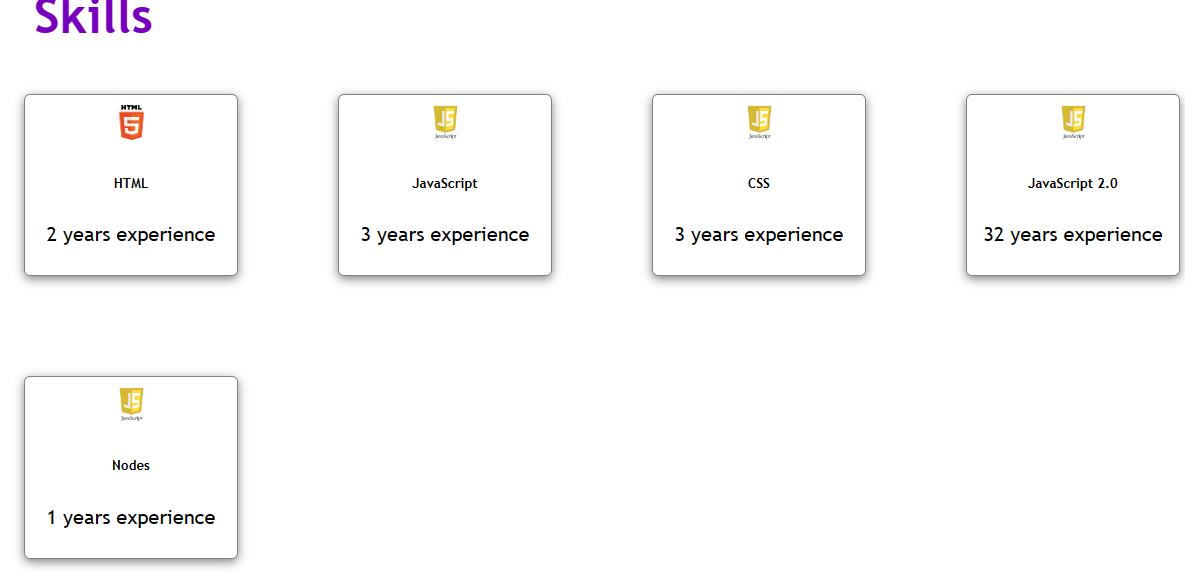 Skills
HTML
HTML
2 years experience
JS
JavaScript
JavaScript
3 years experience
JS
JavaScript
CSS
3 years experience
JS
JavaScript
JavaScript 2.0
32 years experience
JS
JavaScript
Nodes
1 years experience